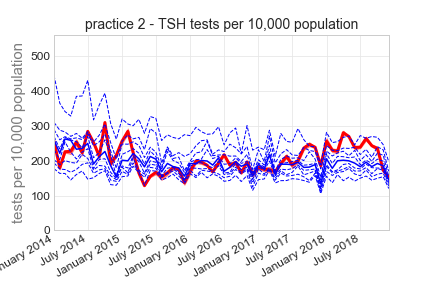 practice 2 - TSH tests per 10,000 population
tests per 10,000 population
500
400
300
200
100
0
nuary 2014
July 2014
January 2015
July 2015
January 2016
July 2016
January 2017
July 2017
January 2018
July 2018